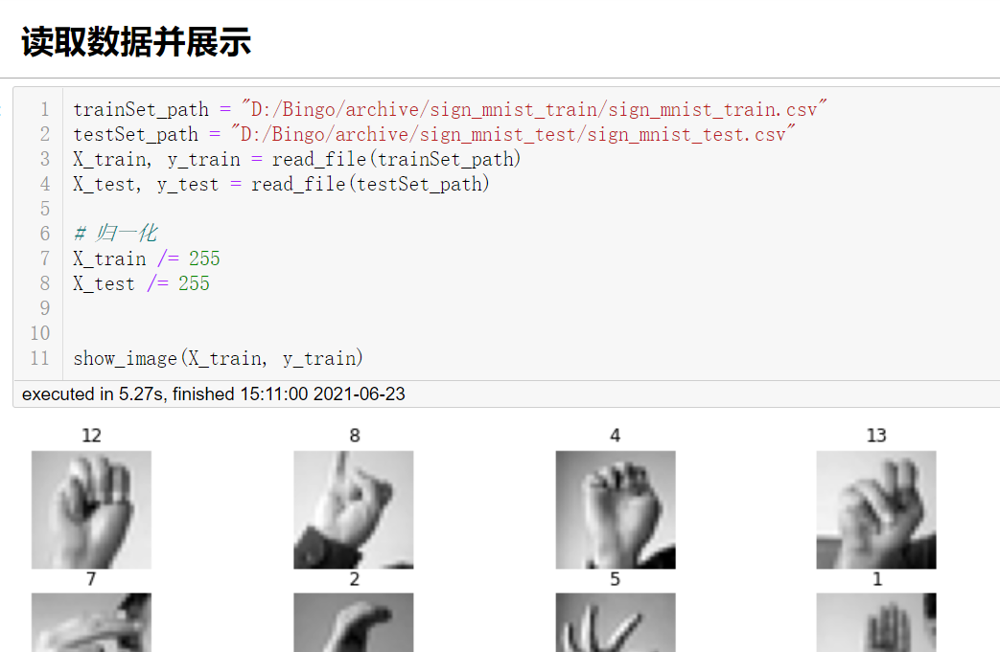 读取数据并展示
1 trainSet_path = "D:/Bingo/archive/sign_mnist_train/sign_mnist_train.csv"
2 testSet_path = "D:/Bingo/archive/sign_mnist_test/sign_mnist_test.csv"
3 X_train, y_train = read_file(trainSet_path)
4 X_test, y_test = read_file(testSet_path)
5
6 # 归一化
7 X_train /= 255
8 X_test /= 255
9
10
11 show_image(X_train, y_train)
executed in 5.27s, finished 15:11:00 2021-06-23
12 8 4 13
7 2 5 1